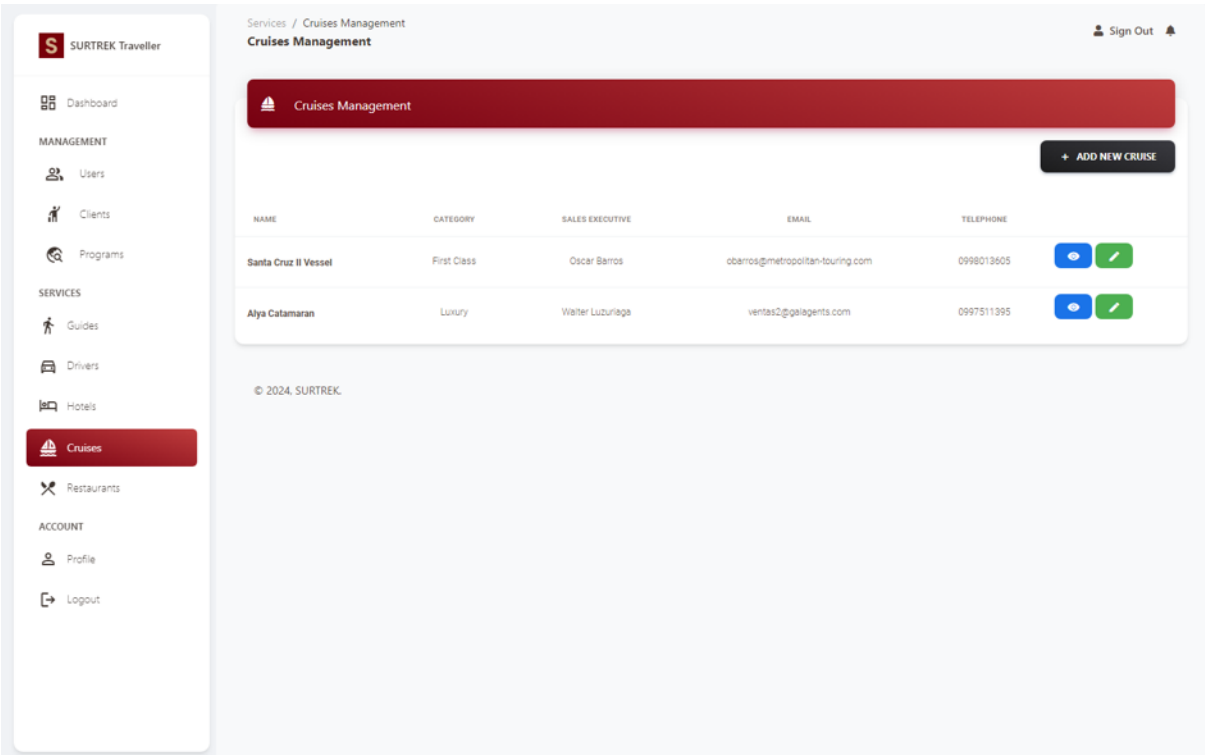 SURTREK Traveller
Dashboard
MANAGEMENT
Users
Clients
Programs
SERVICES
Guides
Drivers
Hotels
Cruises
Restaurants
ACCOUNT
Profile
Logout
Services / Cruises Management
Cruises Management
Sign Out
Cruises Management
+ ADD NEW CRUISE
NAME CATEGORY SALES EXECUTIVE EMAIL TELEPHONE
Santa Cruz II Vessel First Class Oscar Barros obarros@metropolitan-touring.com 0998013605
Alya Catamaran Luxury Walter Luzuriaga ventas2@galagents.com 0997511395
© 2024, SURTREK.